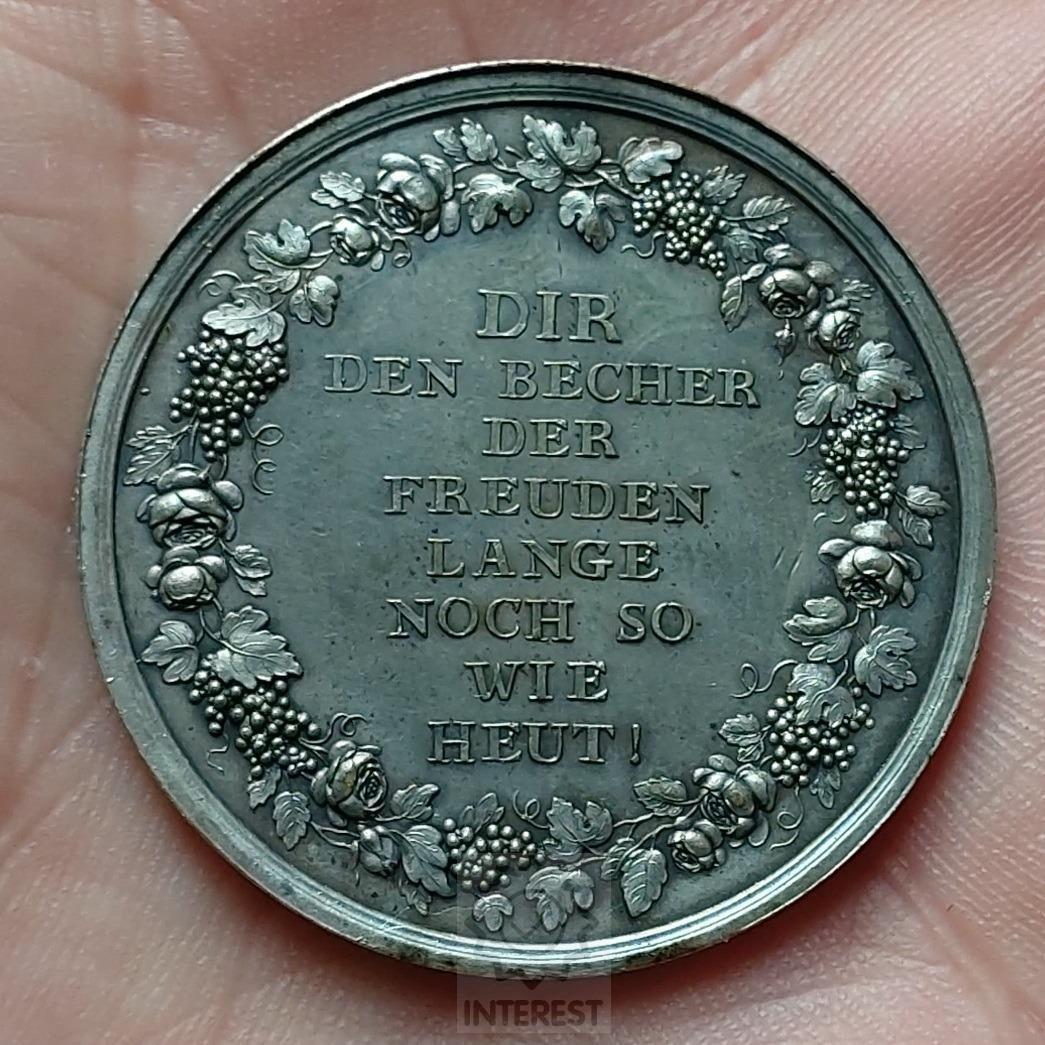 DIR
DEN BECHER
DER
FREUDEN
LANGE
NOCH SO
WIE
HEUT!
INTEREST